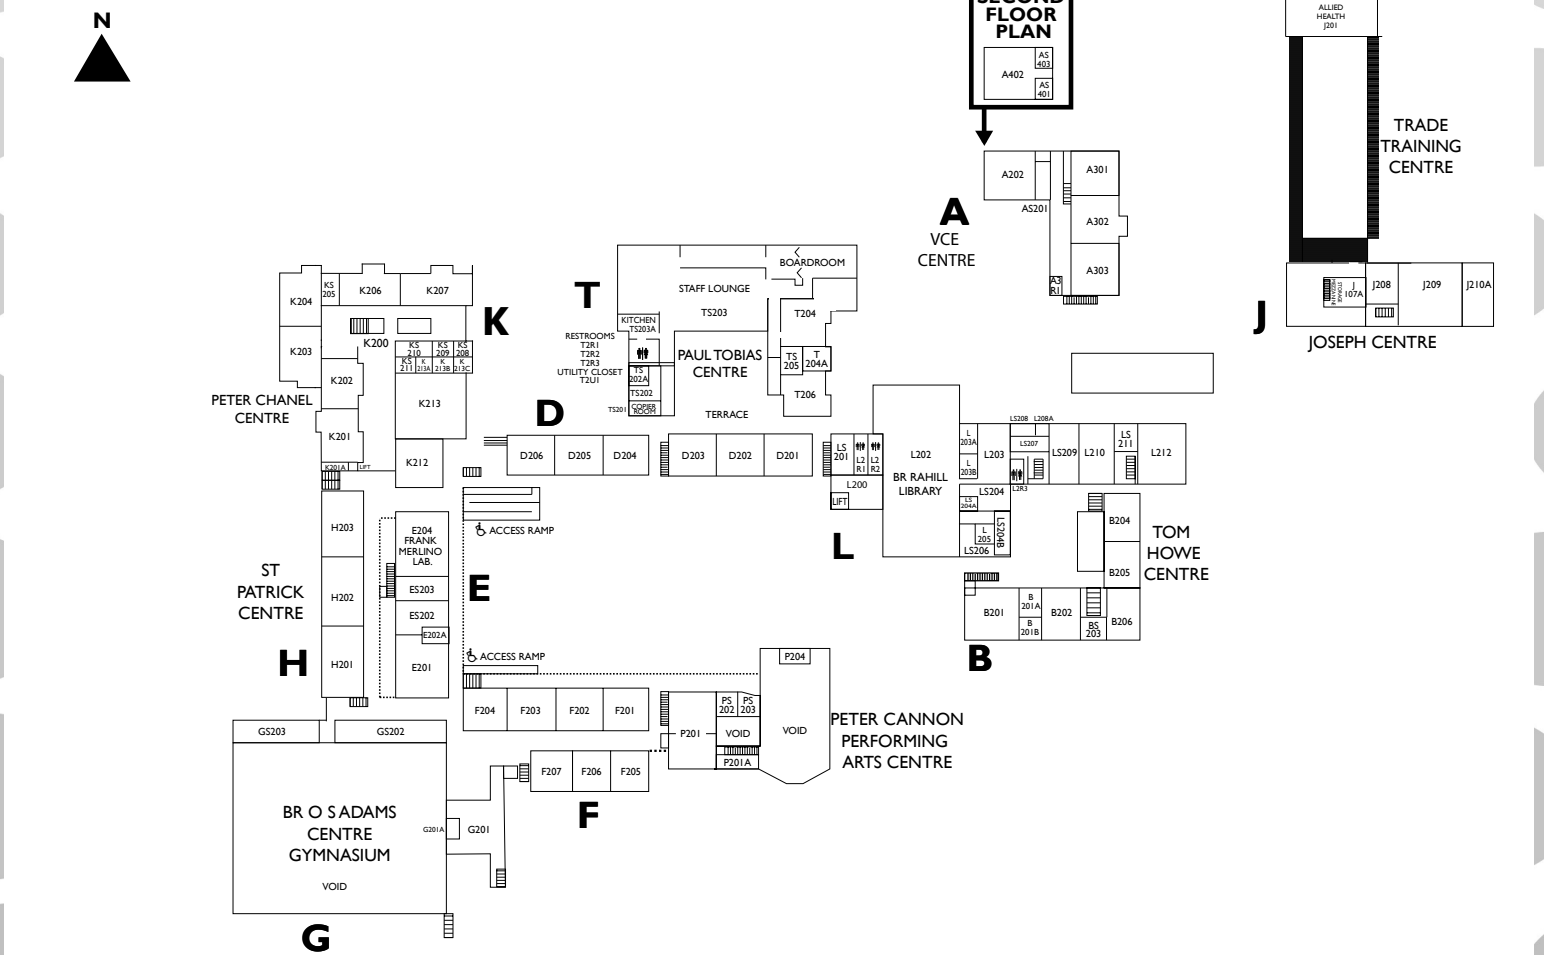 N
SECOND
FLOOR
PLAN
A402
AS
403
AS
401
ALLIED
HEALTH
J201
TRADE
TRAINING
CENTRE
A202
AS201
A301
A302
A303
A3
R1
A
VCE
CENTRE
J
STORAGE
MEZZANINE
J
107A
J208
J209
J210A
JOSEPH CENTRE
K204
KS
205
K206
K207
K
K203
K200
KS
210
KS
209
KS
208
KS
211
K
213A
K
213B
K
213C
K202
K213
K201
K201A
LIFT
K212
PETER CHANEL
CENTRE
T
BOARDROOM
STAFF LOUNGE
TS203
KITCHEN
TS203A
T204
RESTROOMS
T2R1
T2R2
T2R3
UTILITY CLOSET
T2U1
PAUL TOBIAS
CENTRE
TS
205
T
204A
TS
202A
TS202
TS201
COPIER
ROOM
T206
TERRACE
D
D206
D205
D204
D203
D202
D201
LS
201
L2
R1
L2
R2
L200
LIFT
L202
BR RAHILL
LIBRARY
L
203A
L
203B
L203
LS208
L208A
LS207
LS209
L210
LS
211
L212
L2R3
LS204
LS
204A
L
205
LS204B
LS206
L
B204
B205
TOM
HOWE
CENTRE
B201
B
201A
B
201B
B202
BS
203
B206
B
H203
H202
H201
ST
PATRICK
CENTRE
H
E204
FRANK
MERLINO
LAB.
ES203
ES202
E202A
E201
E
ACCESS RAMP
ACCESS RAMP
F204
F203
F202
F201
F207
F206
F205
F
P204
P201
PS
202
PS
203
VOID
P201A
VOID
PETER CANNON
PERFORMING
ARTS CENTRE
GS203
GS202
BR O S ADAMS
CENTRE
GYMNASIUM
VOID
G201A
G201
G